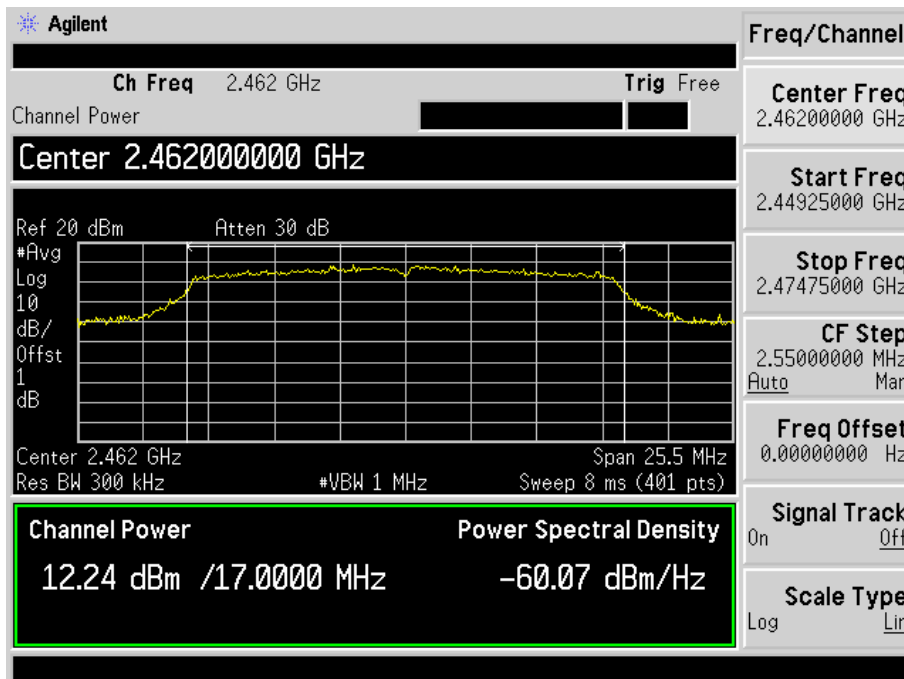 Agilent
Freq/Channel
Ch Freq 2.462 GHz Trig Free
Channel Power
Center 2.462000000 GHz
Ref 20 dBm Atten 30 dB
#Avg
Log
10
dB/
Offst
1
dB
Center 2.462 GHz Span 25.5 MHz
Res BW 300 kHz #VBW 1 MHz Sweep 8 ms (401 pts)
Channel Power Power Spectral Density
12.24 dBm /17.0000 MHz -60.07 dBm/Hz
Center Freq
2.46200000 GHz
Start Freq
2.44925000 GHz
Stop Freq
2.47475000 GHz
CF Step
2.55000000 MHz
Auto Man
Freq Offset
0.00000000 Hz
Signal Track
On Off
Scale Type
Log Lin